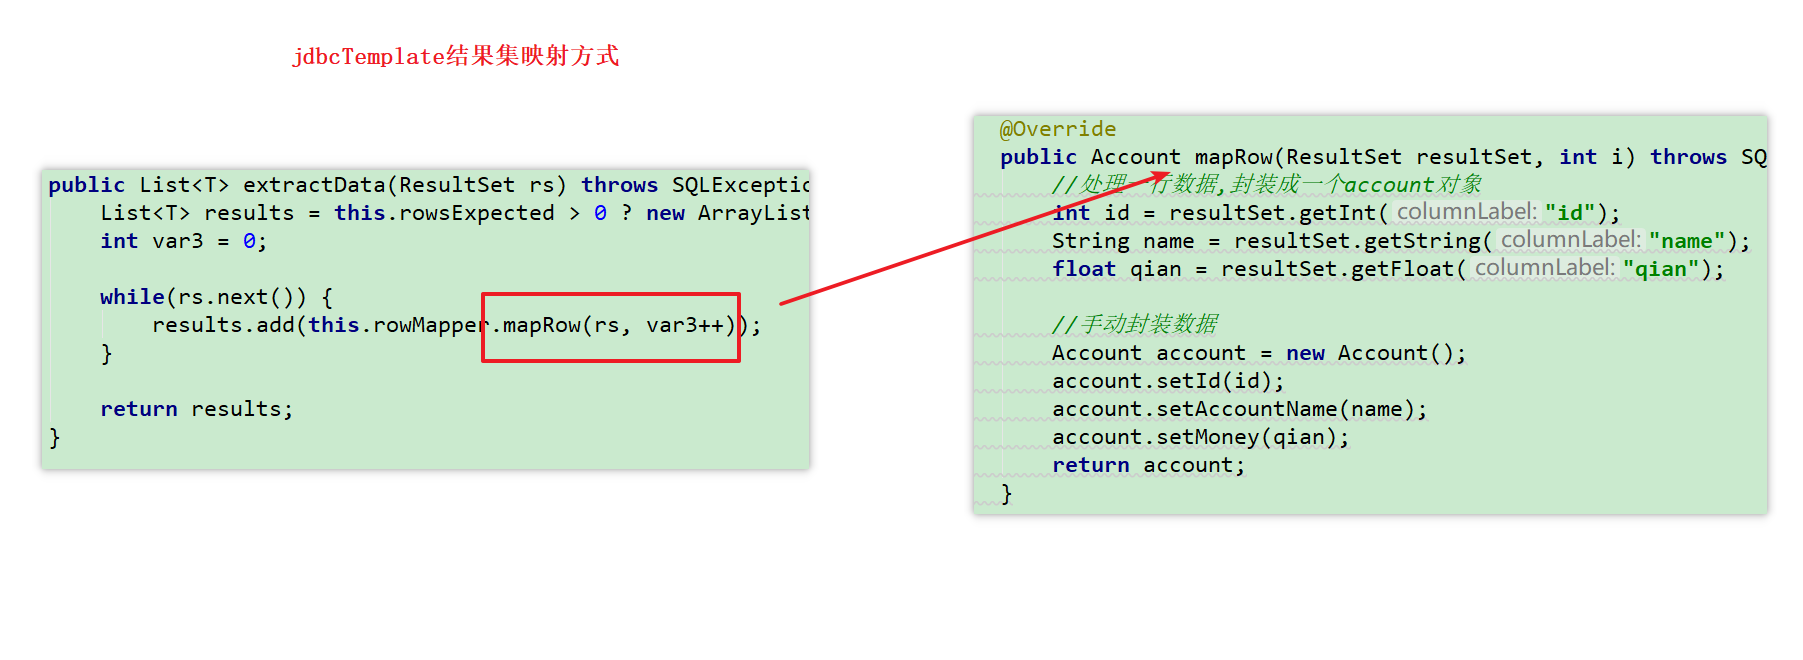 jdbcTemplate结果集映射方式
public List<T> extractData(ResultSet rs) throws SQLExceptio
List<T> results = this.rowsExpected > 0 ? new ArrayList
int var3 = 0;
while(rs.next()) {
results.add(this.rowMapper.mapRow(rs, var3++));
}
return results;
}
@Override
public Account mapRow(ResultSet resultSet, int i) throws SQ
//处理一行数据,封装成一个account对象
int id = resultSet.getInt( columnLabel: "id");
String name = resultSet.getString( columnLabel: "name");
float qian = resultSet.getFloat( columnLabel: "qian");
//手动封装数据
Account account = new Account();
account.setId(id);
account.setAccountName(name);
account.setMoney(qian);
return account;
}